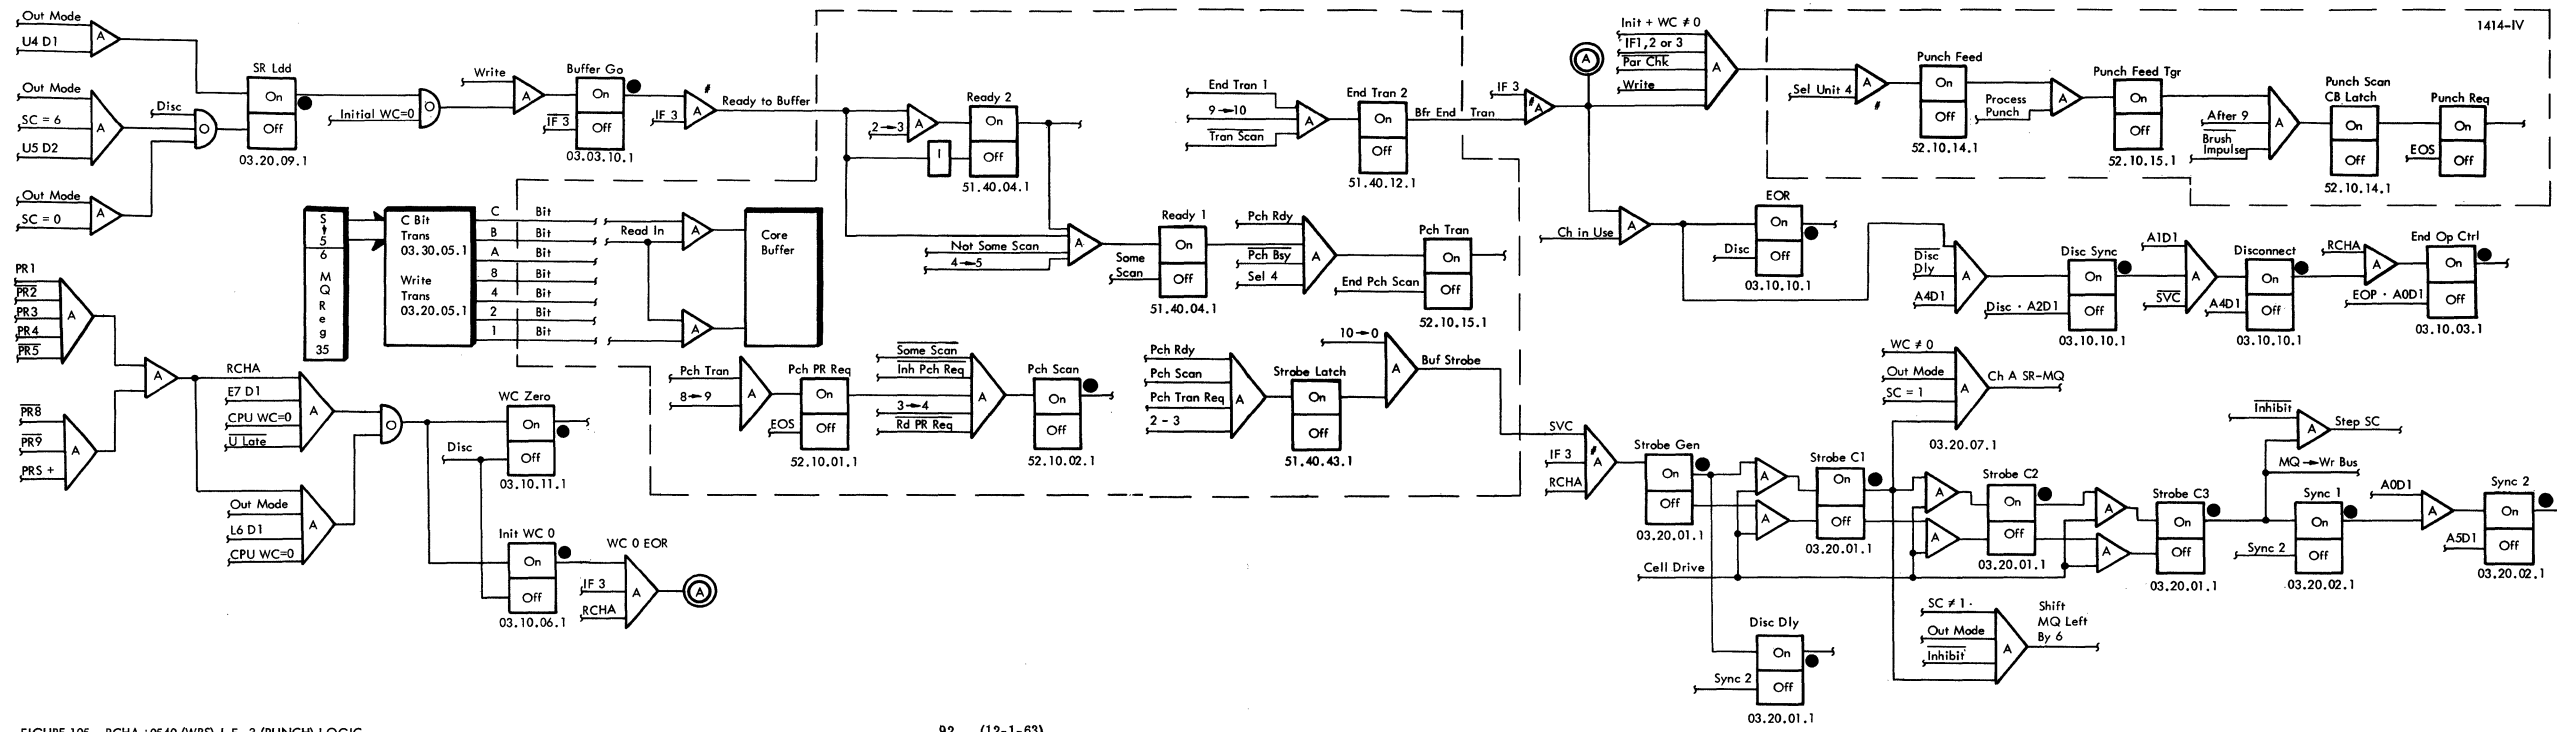 Out Mode
U4 D1
A
Out Mode
SC = 6
U5 D2
A
Disc
O
Out Mode
SC = 0
A
SR Ldd
On
Off
03.20.09.1
Initial WC=0
O
Write
A
Buffer Go
On
Off
IF 3
03.03.10.1
IF 3
A
#
Ready to Buffer
2→3
A
I
Ready 2
On
Off
51.40.04.1
End Tran 1
9→10
Tran Scan
A
End Tran 2
On
Off
51.40.12.1
Bfr End Tran
IF 3
#
A
A
Init + WC ≠ 0
IF1,2 or 3
Par Chk
Write
A
1414-IV
Sel Unit 4
A
#
Punch Feed
On
Off
52.10.14.1
Process
Punch
A
Punch Feed Tgr
On
Off
52.10.15.1
After 9
Brush
Impulse
A
Punch Scan
CB Latch
On
Off
52.10.14.1
Punch Req
On
Off
EOS
S
5
6
M
Q
R
e
g
35
C Bit
Trans
03.30.05.1
Write
Trans
03.20.05.1
C Bit
B Bit
A Bit
8 Bit
4 Bit
2 Bit
1 Bit
Read In
A
A
Core
Buffer
Not Some Scan
4→5
A
Ready 1
On
Off
Some
Scan
51.40.04.1
Pch Rdy
Pch Bsy
Sel 4
A
Pch Tran
On
Off
End Pch Scan
52.10.15.1
Ch in Use
A
EOR
On
Off
Disc
03.10.10.1
Disc
Dly
A4D1
A
Disc Sync
On
Off
Disc · A2D1
03.10.10.1
A1D1
SVC
A
Disconnect
On
Off
A4D1
03.10.10.1
RCHA
A
End Op Ctrl
On
Off
EOP · A0D1
03.10.03.1
PR1
PR2
PR3
PR4
PR5
A
PR8
PR9
PRS +
A
A
RCHA
E7 D1
CPU WC=0
U Late
A
Out Mode
L6 D1
CPU WC=0
A
O
WC Zero
On
Off
Disc
03.10.11.1
Init WC 0
On
Off
03.10.06.1
WC 0 EOR
IF 3
RCHA
A
A
Pch Tran
8→9
A
Pch PR Req
On
Off
EOS
52.10.01.1
Some Scan
Inh Pch Req
3→4
Rd PR Req
A
Pch Scan
On
Off
52.10.02.1
Pch Rdy
Pch Scan
Pch Tran Req
2 - 3
A
Strobe Latch
On
Off
51.40.43.1
10→0
A
Buf Strobe
SVC
IF 3
RCHA
#
A
Strobe Gen
On
Off
03.20.01.1
Cell Drive
A
A
Strobe C1
On
Off
03.20.01.1
WC ≠ 0
Out Mode
SC = 1
A
Ch A SR-MQ
03.20.07.1
A
A
Strobe C2
On
Off
03.20.01.1
A
A
Strobe C3
On
Off
03.20.01.1
Inhibit
A
Step SC
MQ→Wr Bus
Sync 1
On
Off
Sync 2
03.20.02.1
A0D1
A
Sync 2
On
Off
A5D1
03.20.02.1
SC ≠ 1
Out Mode
Inhibit
A
Shift
MQ Left
By 6
Disc Dly
On
Off
Sync 2
03.20.01.1
FIGURE 105. RCHA +0540 (WRS) I F 3 (PUNCH) LOGIC
92 (12-1-63)